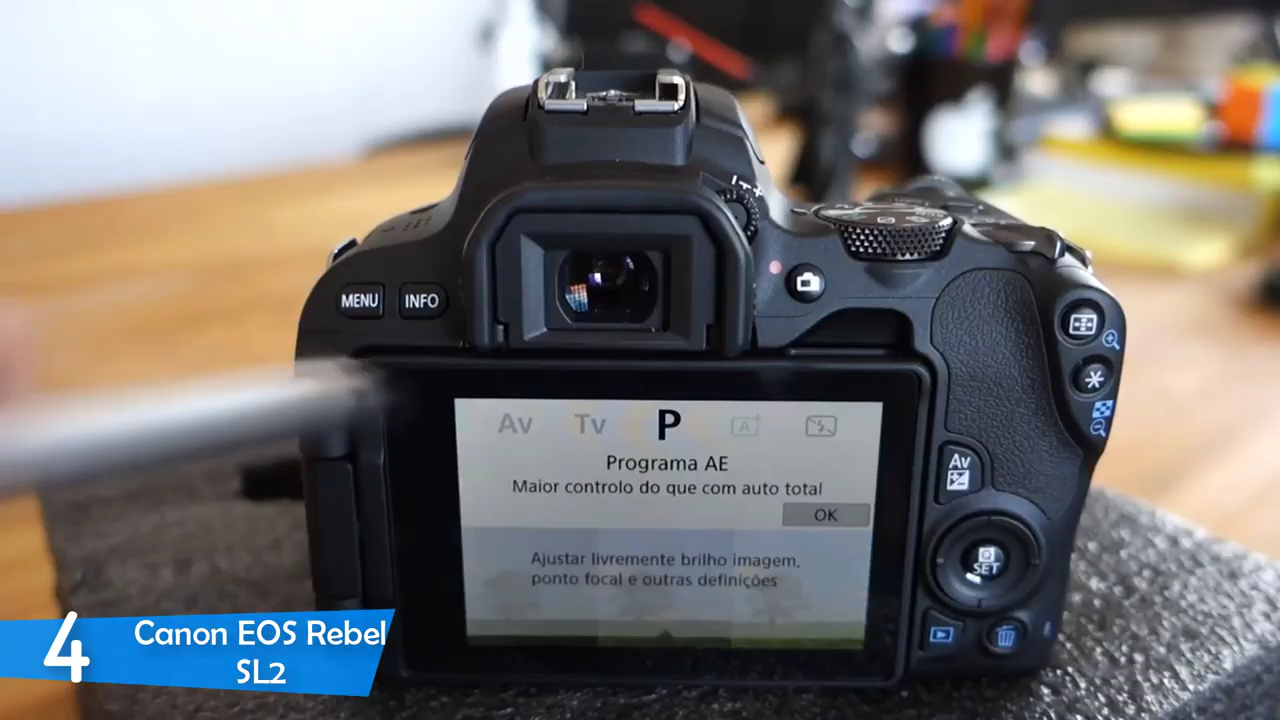 MENU
INFO
Av Tv P A+
Programa AE
Maior controlo do que com auto total
OK
Ajustar livremente brilho imagem,
ponto focal e outras definições
Av
Q
SET
4
Canon EOS Rebel
SL2